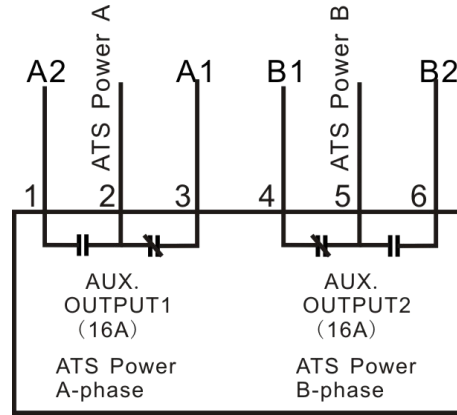 A2
ATS Power A
A1
B1
ATS Power B
B2
1
2
3
4
5
6
AUX.
OUTPUT1
（16A）
ATS Power
A-phase
AUX.
OUTPUT2
（16A）
ATS Power
B-phase